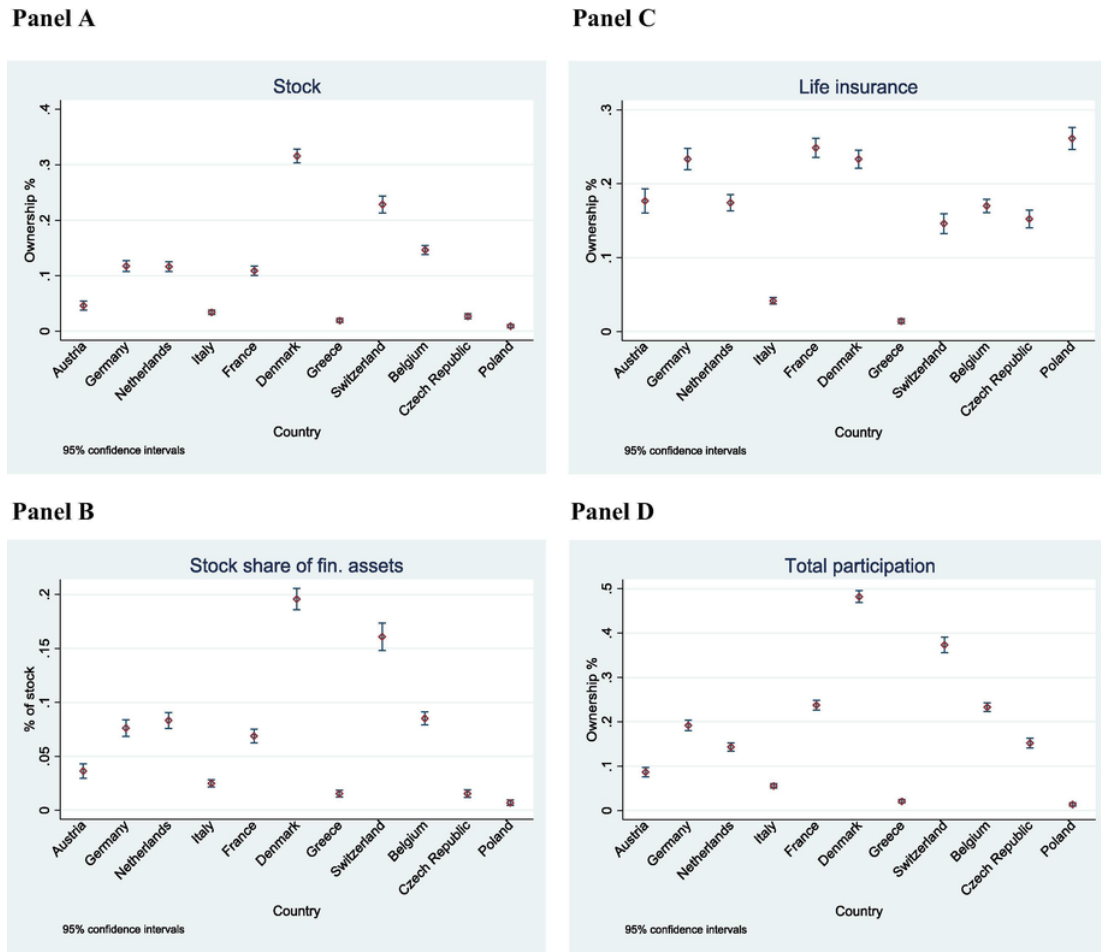 Panel A
Stock
Ownership %
.4
.3
.2
.1
0
Austria
Germany
Netherlands
Italy
France
Denmark
Greece
Switzerland
Belgium
Czech Republic
Poland
Country
95% confidence intervals
Panel C
Life insurance
Ownership %
.3
.2
.1
0
Austria
Germany
Netherlands
Italy
France
Denmark
Greece
Switzerland
Belgium
Czech Republic
Poland
Country
95% confidence intervals
Panel B
Stock share of fin. assets
% of stock
.2
.15
.1
.05
0
Austria
Germany
Netherlands
Italy
France
Denmark
Greece
Switzerland
Belgium
Czech Republic
Poland
Country
95% confidence intervals
Panel D
Total participation
Ownership %
.5
.4
.3
.2
.1
0
Austria
Germany
Netherlands
Italy
France
Denmark
Greece
Switzerland
Belgium
Czech Republic
Poland
Country
95% confidence intervals